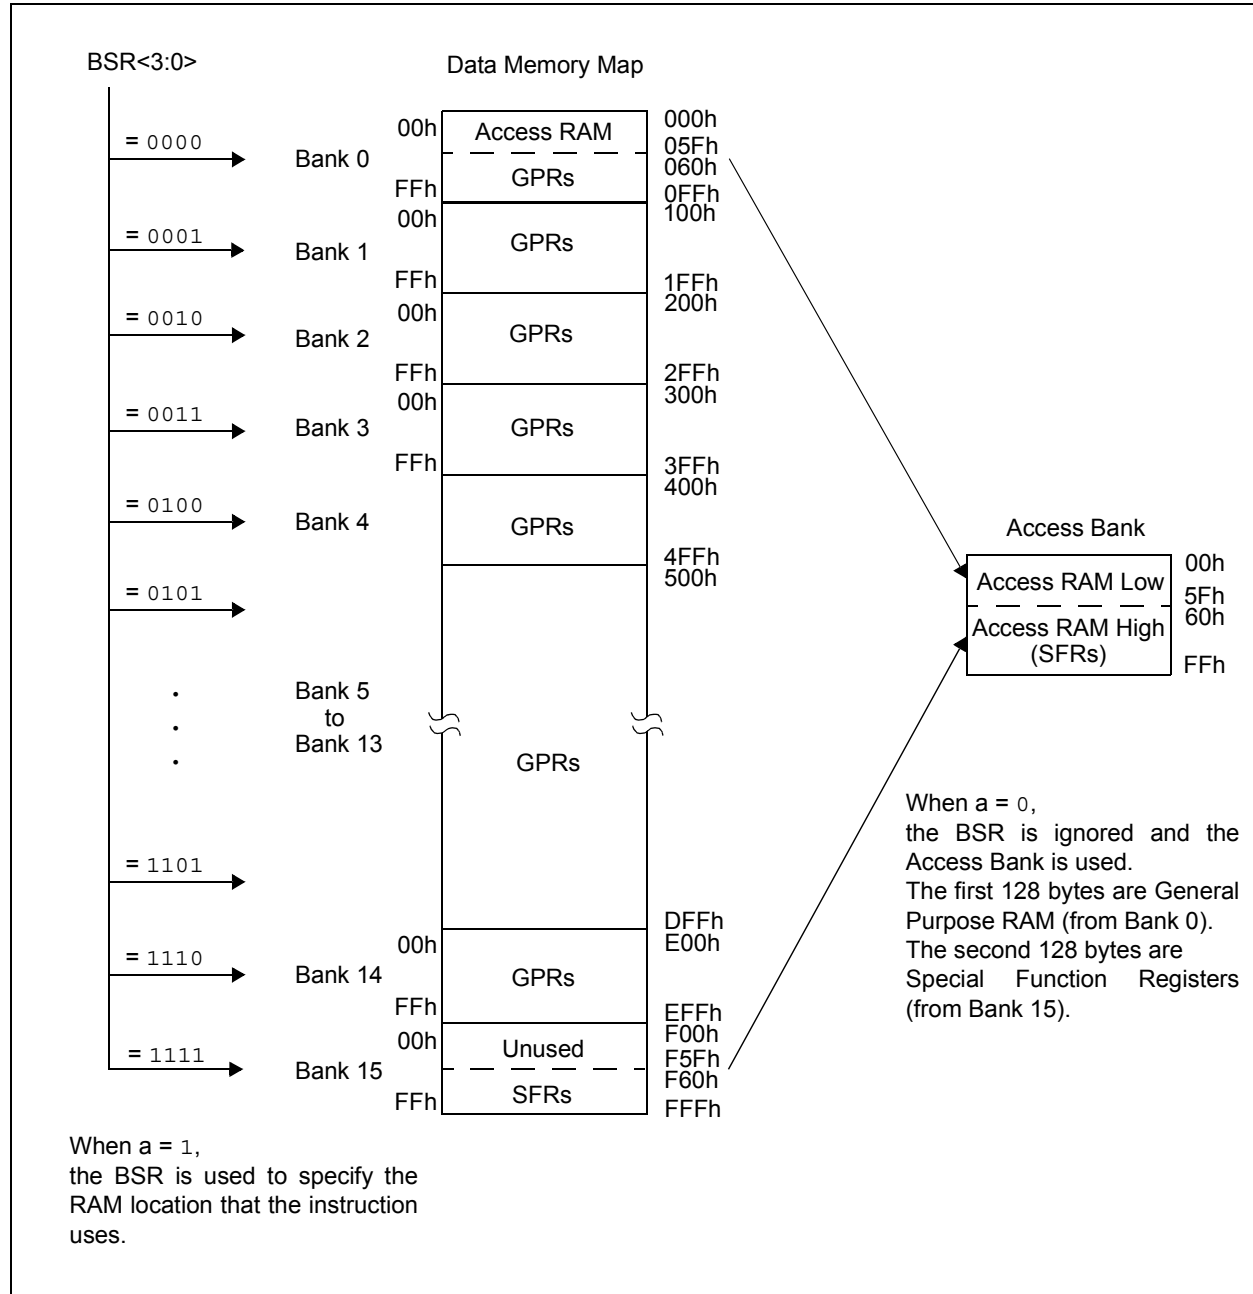 BSR<3:0>
Data Memory Map
= 0000
Bank 0
00h
Access RAM
000h
05Fh
060h
FFh
GPRs
0FFh
= 0001
Bank 1
00h
GPRs
100h
FFh
1FFh
= 0010
Bank 2
00h
GPRs
200h
FFh
2FFh
= 0011
Bank 3
00h
GPRs
300h
FFh
3FFh
= 0100
Bank 4
GPRs
400h
4FFh
= 0101
500h
.
.
.
Bank 5
to
Bank 13
GPRs
= 1101
DFFh
= 1110
Bank 14
00h
GPRs
E00h
FFh
EFFh
= 1111
Bank 15
00h
Unused
F00h
F5Fh
F60h
FFh
SFRs
FFFh
Access Bank
Access RAM Low
00h
5Fh
Access RAM High
(SFRs)
60h
FFh
When a = 0,
the BSR is ignored and the
Access Bank is used.
The first 128 bytes are General
Purpose RAM (from Bank 0).
The second 128 bytes are
Special Function Registers
(from Bank 15).
When a = 1,
the BSR is used to specify the
RAM location that the instruction
uses.